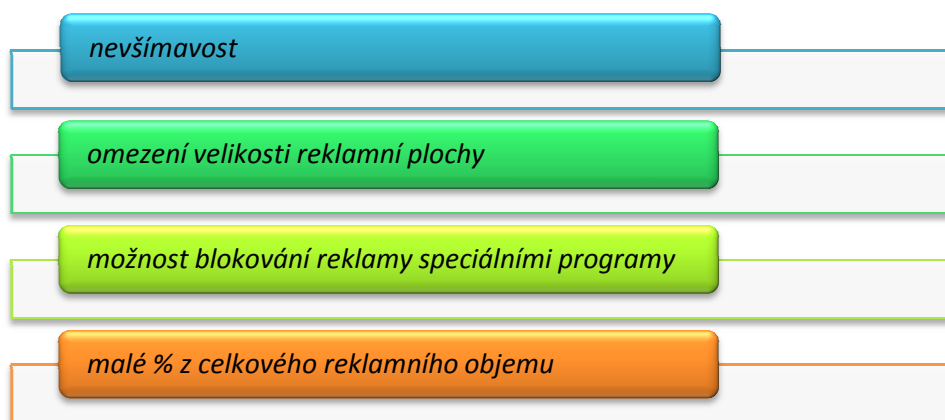 nevšímavost
omezení velikosti reklamní plochy
možnost blokování reklamy speciálními programy
malé % z celkového reklamního objemu